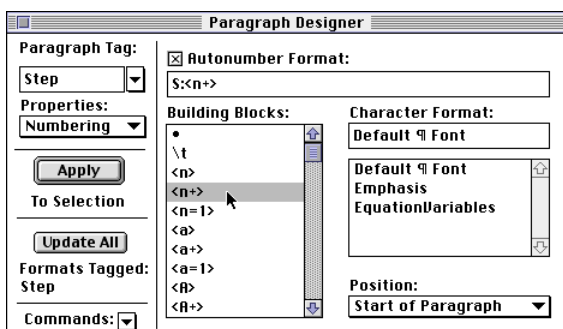 Paragraph Designer
Paragraph Tag:
Step
Properties:
Numbering
Apply
To Selection
Update All
Formats Tagged:
Step
Commands:
Autonumber Format:
S:<n+>
Building Blocks:
•
\t
<n>
<n+>
<n=1>
<a>
<a+>
<a=1>
<A>
<A+>
Character Format:
Default ¶ Font
Default ¶ Font
Emphasis
EquationVariables
Position:
Start of Paragraph